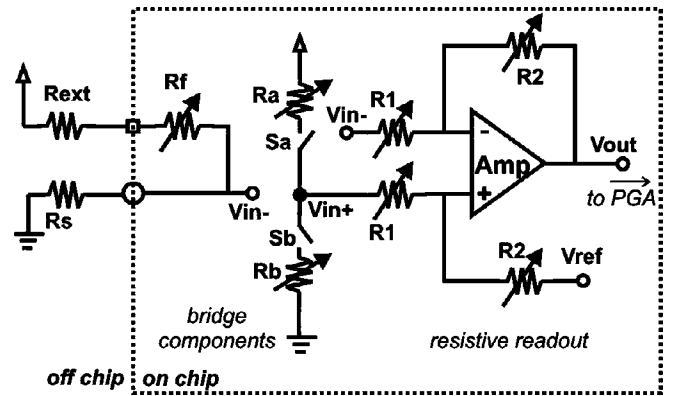 Rext
Rf
Rs
Vin-
Ra
Sa
Vin-
R1
R2
Amp
-
+
Vout
to PGA
Vin+
R1
Sb
Rb
R2
Vref
bridge
components
resistive readout
off chip
on chip